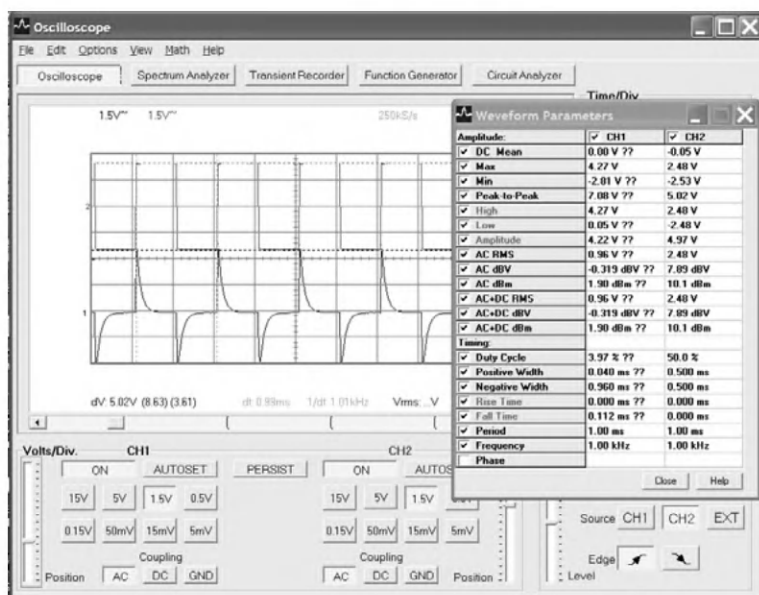 Oscilloscope
File Edit Options View Math Help
Oscilloscope Spectrum Analyzer Transient Recorder Function Generator Circuit Analyzer
Time/Div.
1.5V~ 1.5V~ 250kS/s
2
1
dV: 5.02V (8.63) (3.61) dt 0.99ms 1/dt 1.01kHz Vrms: ..V
Waveform Parameters
Amplitude: CH1 CH2
DC Mean 0.00 V ?? -0.05 V
Max 4.27 V 2.48 V
Min -2.81 V ?? -2.53 V
Peak-to-Peak 7.08 V ?? 5.02 V
High 4.27 V 2.48 V
Low 0.05 V ?? -2.48 V
Amplitude 4.22 V ?? 4.97 V
AC RMS 0.96 V ?? 2.48 V
AC dBV -0.319 dBV ?? 7.89 dBV
AC dBm 1.90 dBm ?? 10.1 dBm
AC+DC RMS 0.96 V ?? 2.48 V
AC+DC dBV -0.319 dBV ?? 7.89 dBV
AC+DC dBm 1.90 dBm ?? 10.1 dBm
Timing:
Duty Cycle 3.97 % ?? 50.0 %
Positive Width 0.040 ms ?? 0.500 ms
Negative Width 0.960 ms ?? 0.500 ms
Rise Time 0.000 ms ?? 0.000 ms
Fall Time 0.112 ms ?? 0.000 ms
Period 1.00 ms 1.00 ms
Frequency 1.00 kHz 1.00 kHz
Phase
Close Help
Volts/Div. CH1 CH2
ON AUTOSET PERSIST ON AUTOS
15V 5V 1.5V 0.5V 15V 5V 1.5V
0.15V 50mV 15mV 5mV 0.15V 50mV 15mV 5mV
Coupling Coupling
Position AC DC GND AC DC GND Position
Source CH1 CH2 EXT
Edge
Level